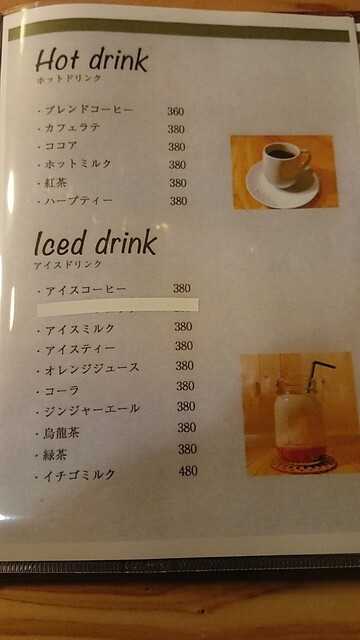 Hot drink
ホットドリンク
・ブレンドコーヒー 360
・カフェラテ 380
・ココア 380
・ホットミルク 380
・紅茶 380
・ハーブティー 380
Iced drink
アイスドリンク
・アイスコーヒー 380
・アイスミルク 380
・アイスティー 380
・オレンジジュース 380
・コーラ 380
・ジンジャーエール 380
・烏龍茶 380
・緑茶 380
・イチゴミルク 480